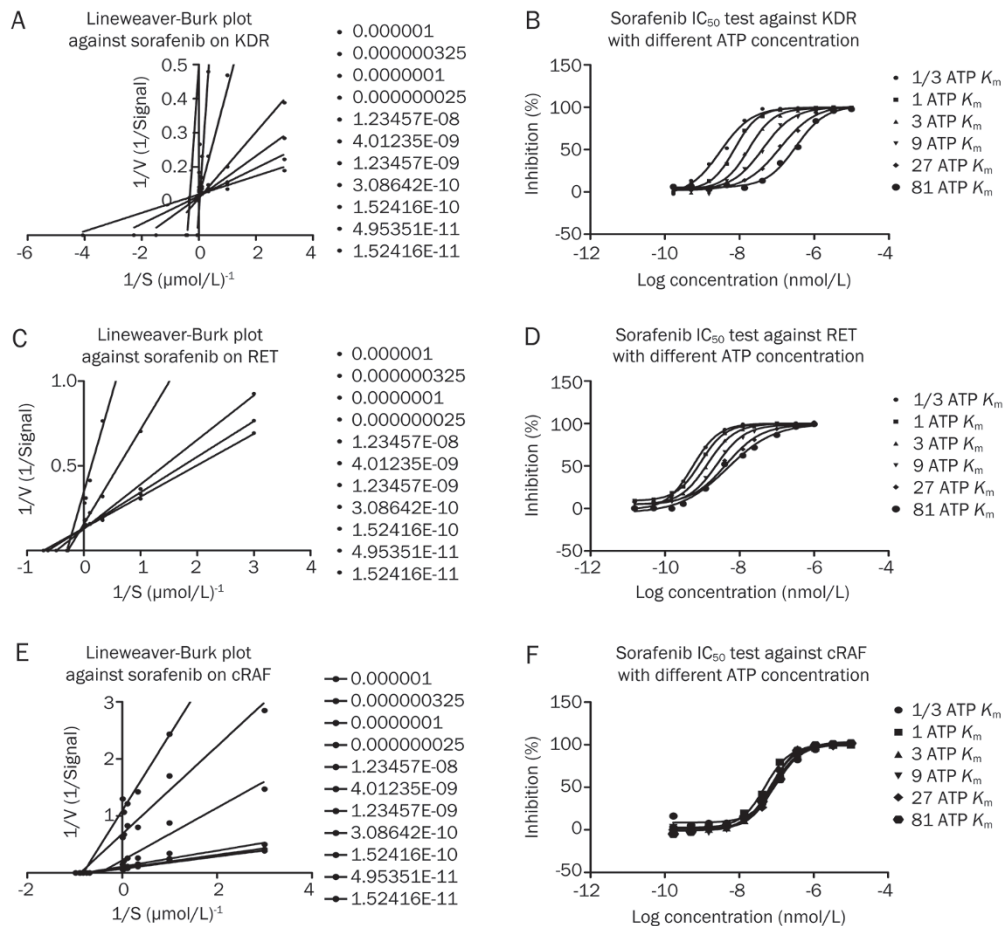 A
Lineweaver-Burk plot
against sorafenib on KDR
1/V (1/Signal)
0.5
0.4
0.3
0.2
0.1
0
-6
-4
-2
0
2
4
1/S (µmol/L)-1
0.000001
0.000000325
0.0000001
0.000000025
1.23457E-08
4.01235E-09
1.23457E-09
3.08642E-10
1.52416E-10
4.95351E-11
1.52416E-11
B
Sorafenib IC50 test against KDR
with different ATP concentration
Inhibition (%)
150
100
50
0
-50
-10
-8
-6
-4
Log concentration (nmol/L)
1/3 ATP Km
1 ATP Km
3 ATP Km
9 ATP Km
27 ATP Km
81 ATP Km
C
Lineweaver-Burk plot
against sorafenib on RET
1/V (1/Signal)
1.0
0.5
-1
0
1
2
3
4
1/S (µmol/L)-1
0.000001
0.000000325
0.0000001
0.000000025
1.23457E-08
4.01235E-09
1.23457E-09
3.08642E-10
1.52416E-10
4.95351E-11
1.52416E-11
D
Sorafenib IC50 test against RET
with different ATP concentration
Inhibition (%)
150
100
50
0
-50
-10
-8
-6
-4
Log concentration (nmol/L)
1/3 ATP Km
1 ATP Km
3 ATP Km
9 ATP Km
27 ATP Km
81 ATP Km
E
Lineweaver-Burk plot
against sorafenib on cRAF
1/V (1/Signal)
3
2
1
-2
0
2
4
1/S (µmol/L)-1
0.000001
0.000000325
0.0000001
0.000000025
1.23457E-08
4.01235E-09
1.23457E-09
3.08642E-10
1.52416E-10
4.95351E-11
1.52416E-11
F
Sorafenib IC50 test against cRAF
with different ATP concentration
Inhibition (%)
150
100
50
0
-50
-10
-8
-6
-4
Log concentration (nmol/L)
1/3 ATP Km
1 ATP Km
3 ATP Km
9 ATP Km
27 ATP Km
81 ATP Km